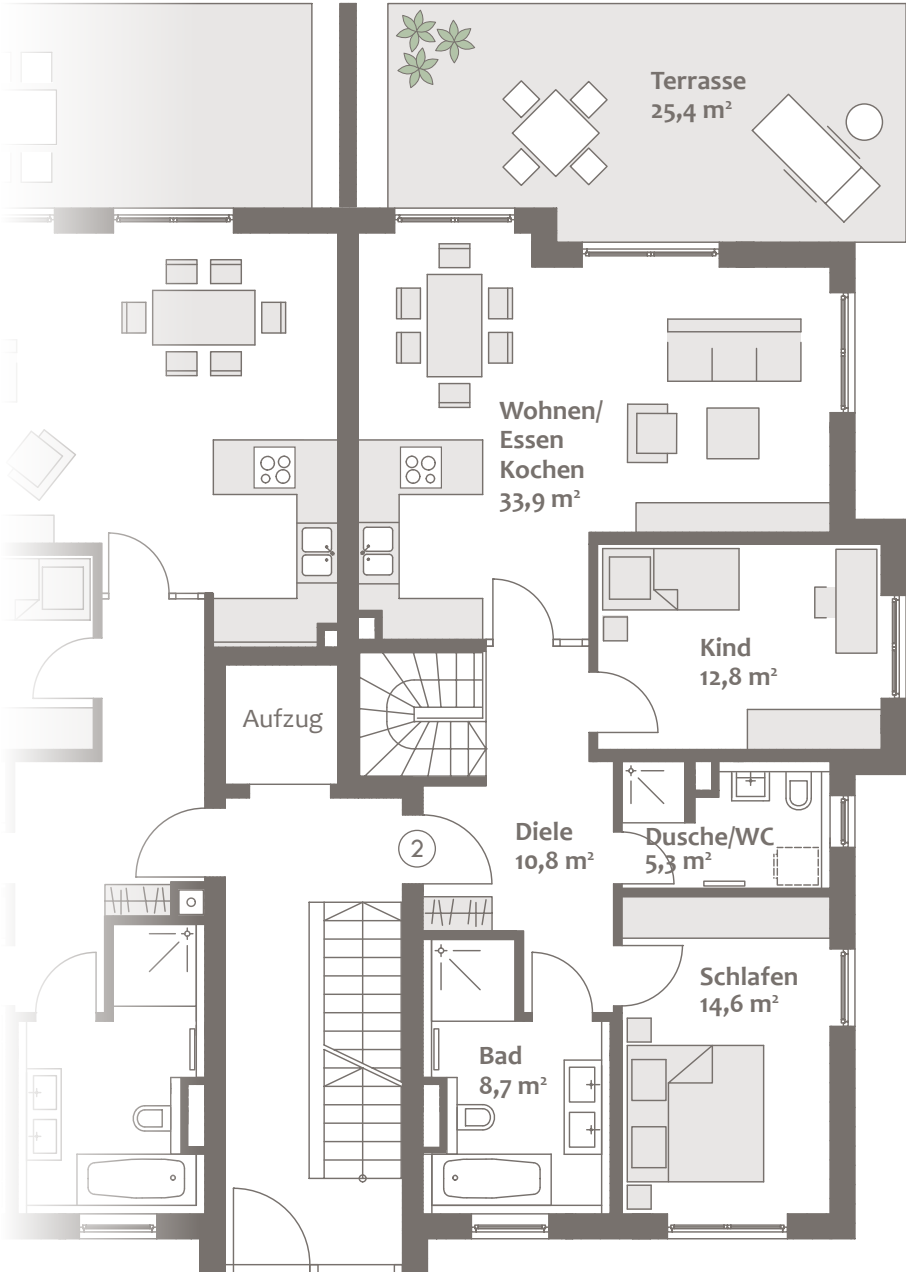 Terrasse
25,4 m²
Wohnen/
Essen
Kochen
33,9 m²
Kind
12,8 m²
Aufzug
2
Diele
10,8 m²
Dusche/WC
5,3 m²
Schlafen
14,6 m²
Bad
8,7 m²